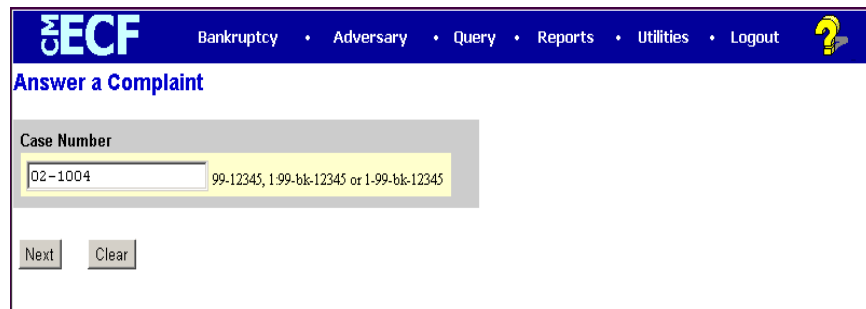 CM ECF Bankruptcy • Adversary • Query • Reports • Utilities • Logout ?
Answer a Complaint
Case Number
02-1004 99-12345, 1:99-bk-12345 or 1-99-bk-12345
Next Clear